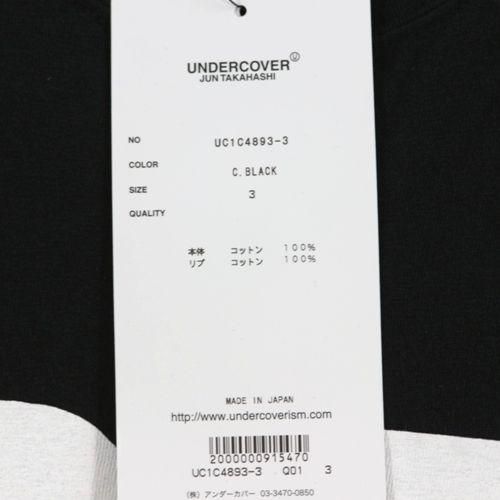 UNDERCOVER Ⓤ
JUN TAKAHASHI
NO UC1C4893-3
COLOR C.BLACK
SIZE 3
QUALITY
本体 コットン 100%
リブ コットン 100%
MADE IN JAPAN
http://www.undercoverism.com
2000000915470
UC1C4893-3 Q01 3
(株) アンダーカバー 03-3470-0850